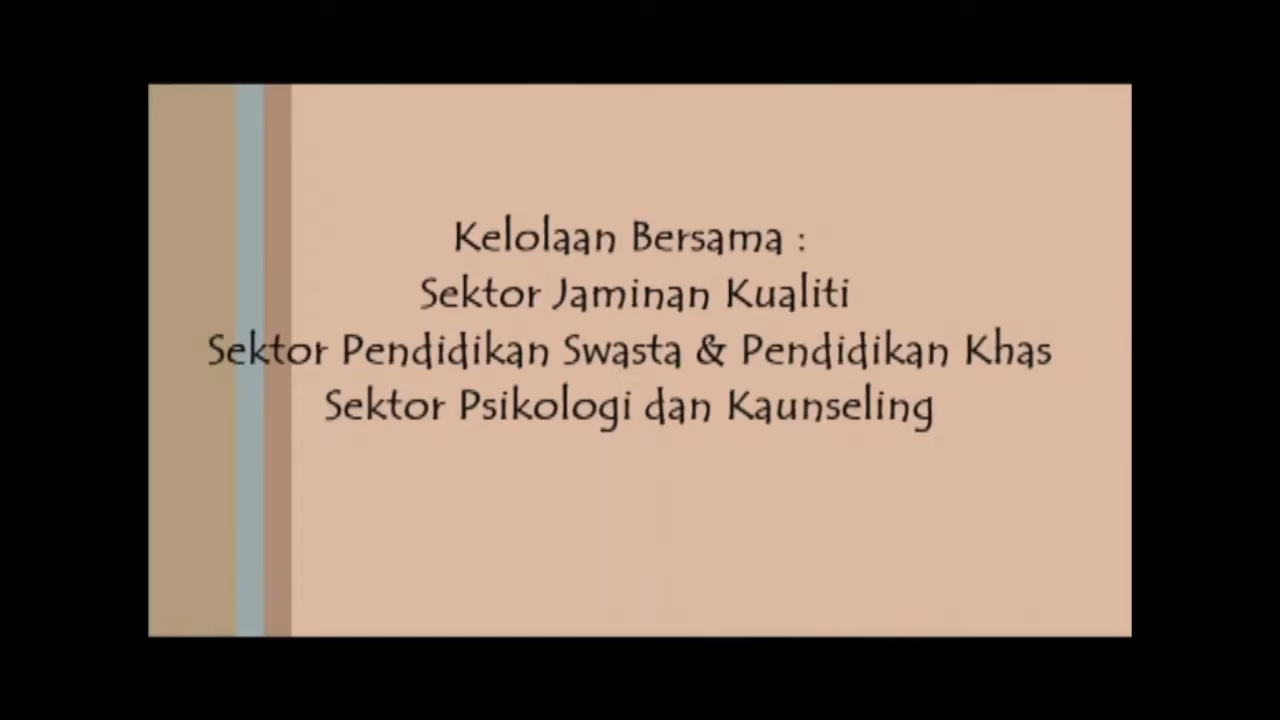 Kelolaan Bersama :
Sektor Jaminan Kualiti
Sektor Pendidikan Swasta & Pendidikan Khas
Sektor Psikologi dan Kaunseling